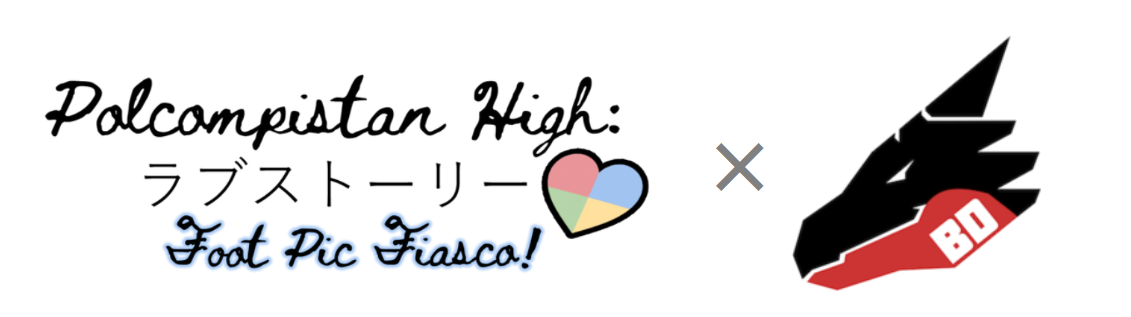 Polcompistan High:
ラブストーリー
Foot Pic Fiasco!
×
BD